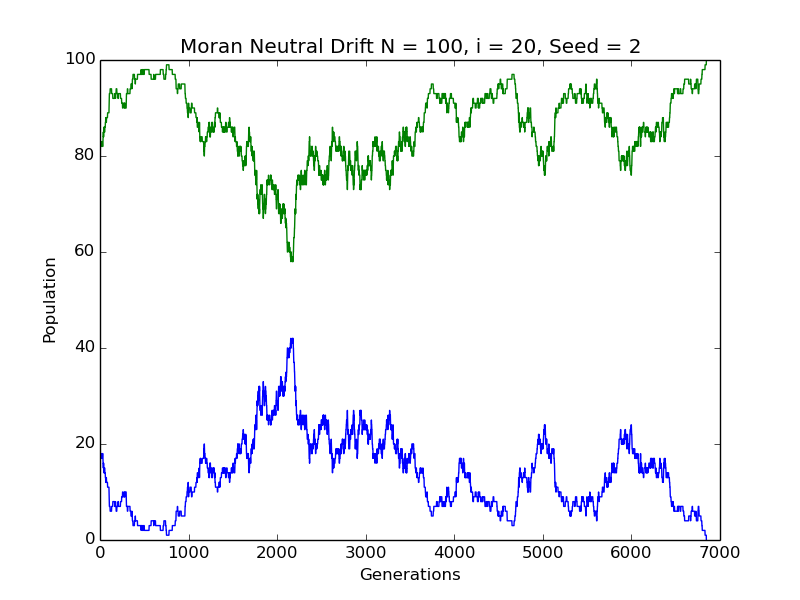 Moran Neutral Drift N = 100, i = 20, Seed = 2
100
80
60
40
20
0
Population
0 1000 2000 3000 4000 5000 6000 7000
Generations